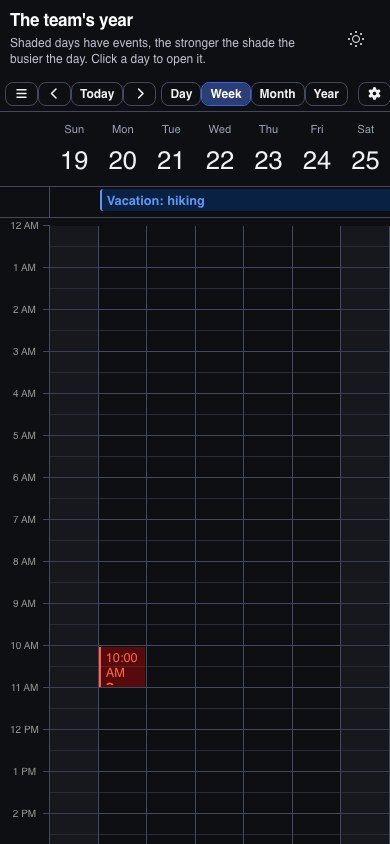 The team's year
Shaded days have events, the stronger the shade the
busier the day. Click a day to open it.
Today
Day
Week
Month
Year
Sun
Mon
Tue
Wed
Thu
Fri
Sat
19
20
21
22
23
24
25
Vacation: hiking
12 AM
1 AM
2 AM
3 AM
4 AM
5 AM
6 AM
7 AM
8 AM
9 AM
10 AM
10:00
AM
11 AM
12 PM
1 PM
2 PM